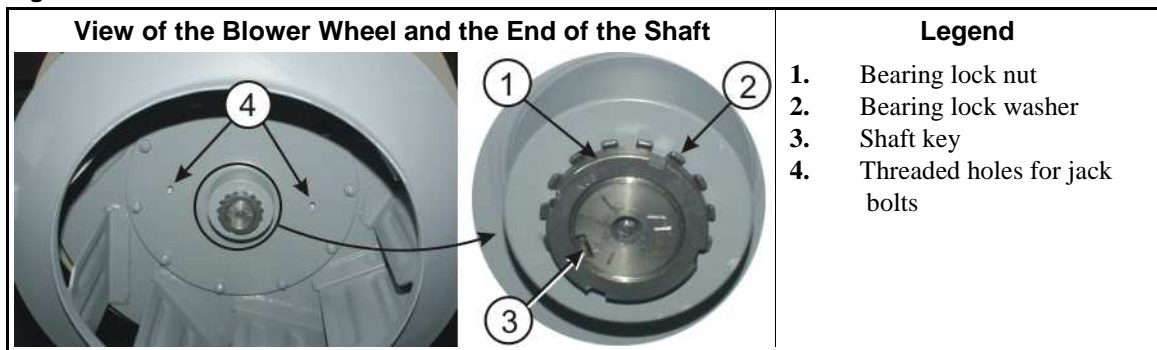 View of the Blower Wheel and the End of the Shaft
4
1
2
3
Legend
1. Bearing lock nut
2. Bearing lock washer
3. Shaft key
4. Threaded holes for jack
bolts